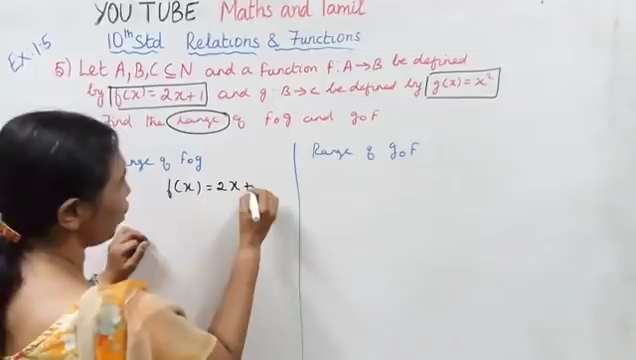 YOU TUBE Maths and Tamil
Ex 1.5
10th Std Relations & Functions
5) Let A, B, C ⊆ N and a function f: A→B be defined
by f(x) = 2x+1 and g: B→C be defined by g(x) = x²
Find the range of fog and gof
nge of fog
Range of gof
f(x) = 2x +